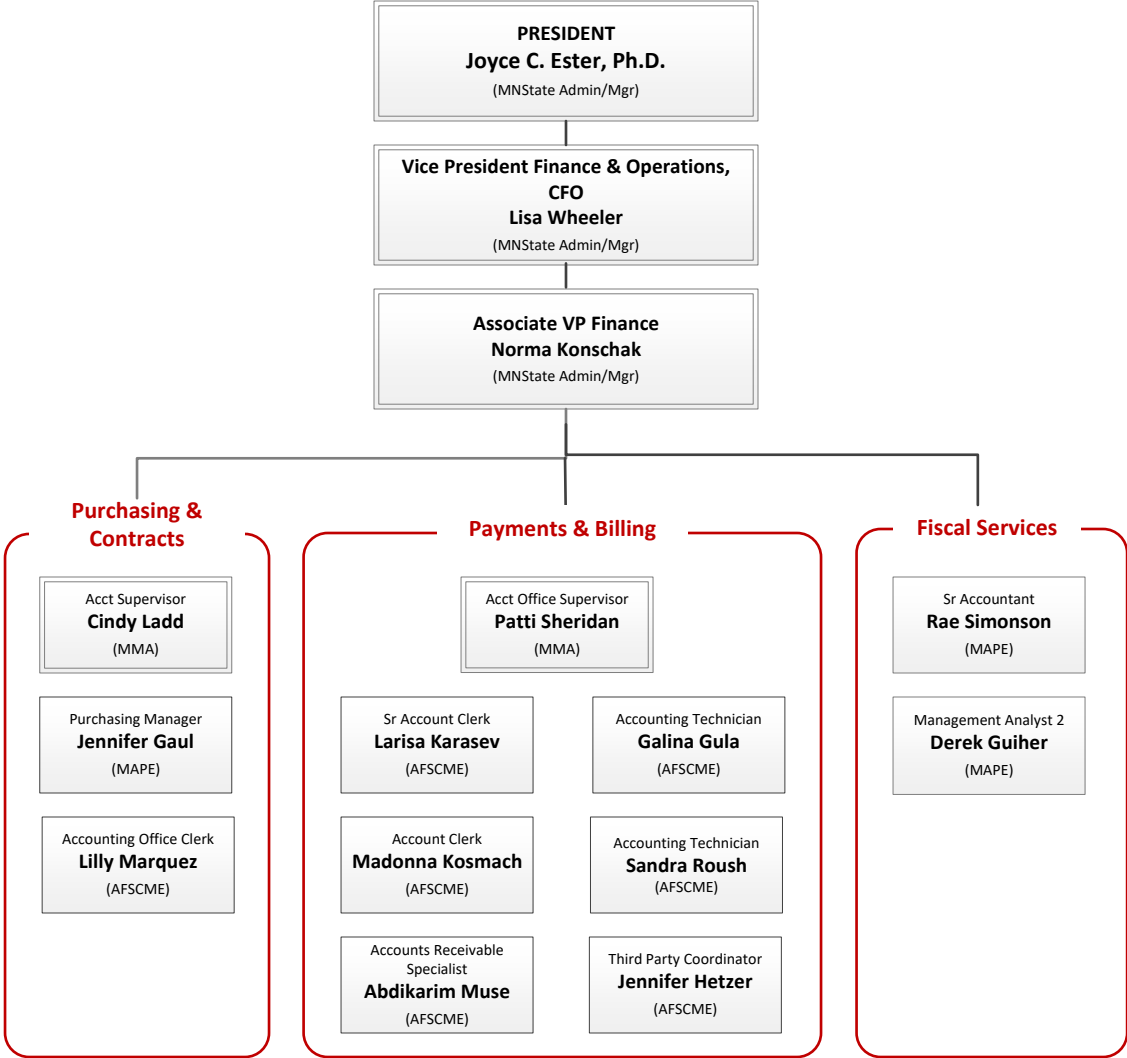 PRESIDENT
Joyce C. Ester, Ph.D.
(MNState Admin/Mgr)
Vice President Finance & Operations,
CFO
Lisa Wheeler
(MNState Admin/Mgr)
Associate VP Finance
Norma Konschak
(MNState Admin/Mgr)
Purchasing &
Contracts
Acct Supervisor
Cindy Ladd
(MMA)
Purchasing Manager
Jennifer Gaul
(MAPE)
Accounting Office Clerk
Lilly Marquez
(AFSCME)
Payments & Billing
Acct Office Supervisor
Patti Sheridan
(MMA)
Sr Account Clerk
Larisa Karasev
(AFSCME)
Accounting Technician
Galina Gula
(AFSCME)
Account Clerk
Madonna Kosmach
(AFSCME)
Accounting Technician
Sandra Roush
(AFSCME)
Accounts Receivable
Specialist
Abdikarim Muse
(AFSCME)
Third Party Coordinator
Jennifer Hetzer
(AFSCME)
Fiscal Services
Sr Accountant
Rae Simonson
(MAPE)
Management Analyst 2
Derek Guiher
(MAPE)